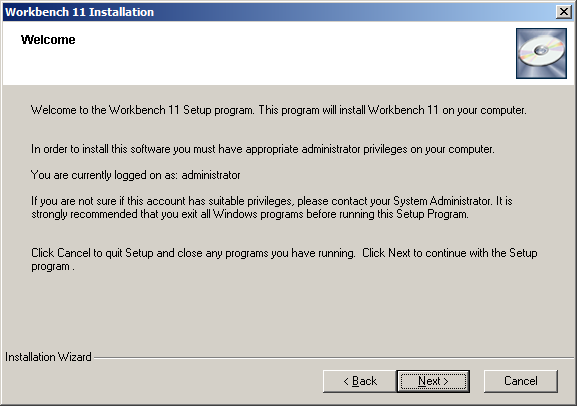 Workbench 11 Installation
Welcome
Welcome to the Workbench 11 Setup program. This program will install Workbench 11 on your computer.
In order to install this software you must have appropriate administrator privileges on your computer.
You are currently logged on as: administrator
If you are not sure if this account has suitable privileges, please contact your System Administrator. It is
strongly recommended that you exit all Windows programs before running this Setup Program.
Click Cancel to quit Setup and close any programs you have running.  Click Next to continue with the Setup
program .
Installation Wizard
< Back
Next >
Cancel